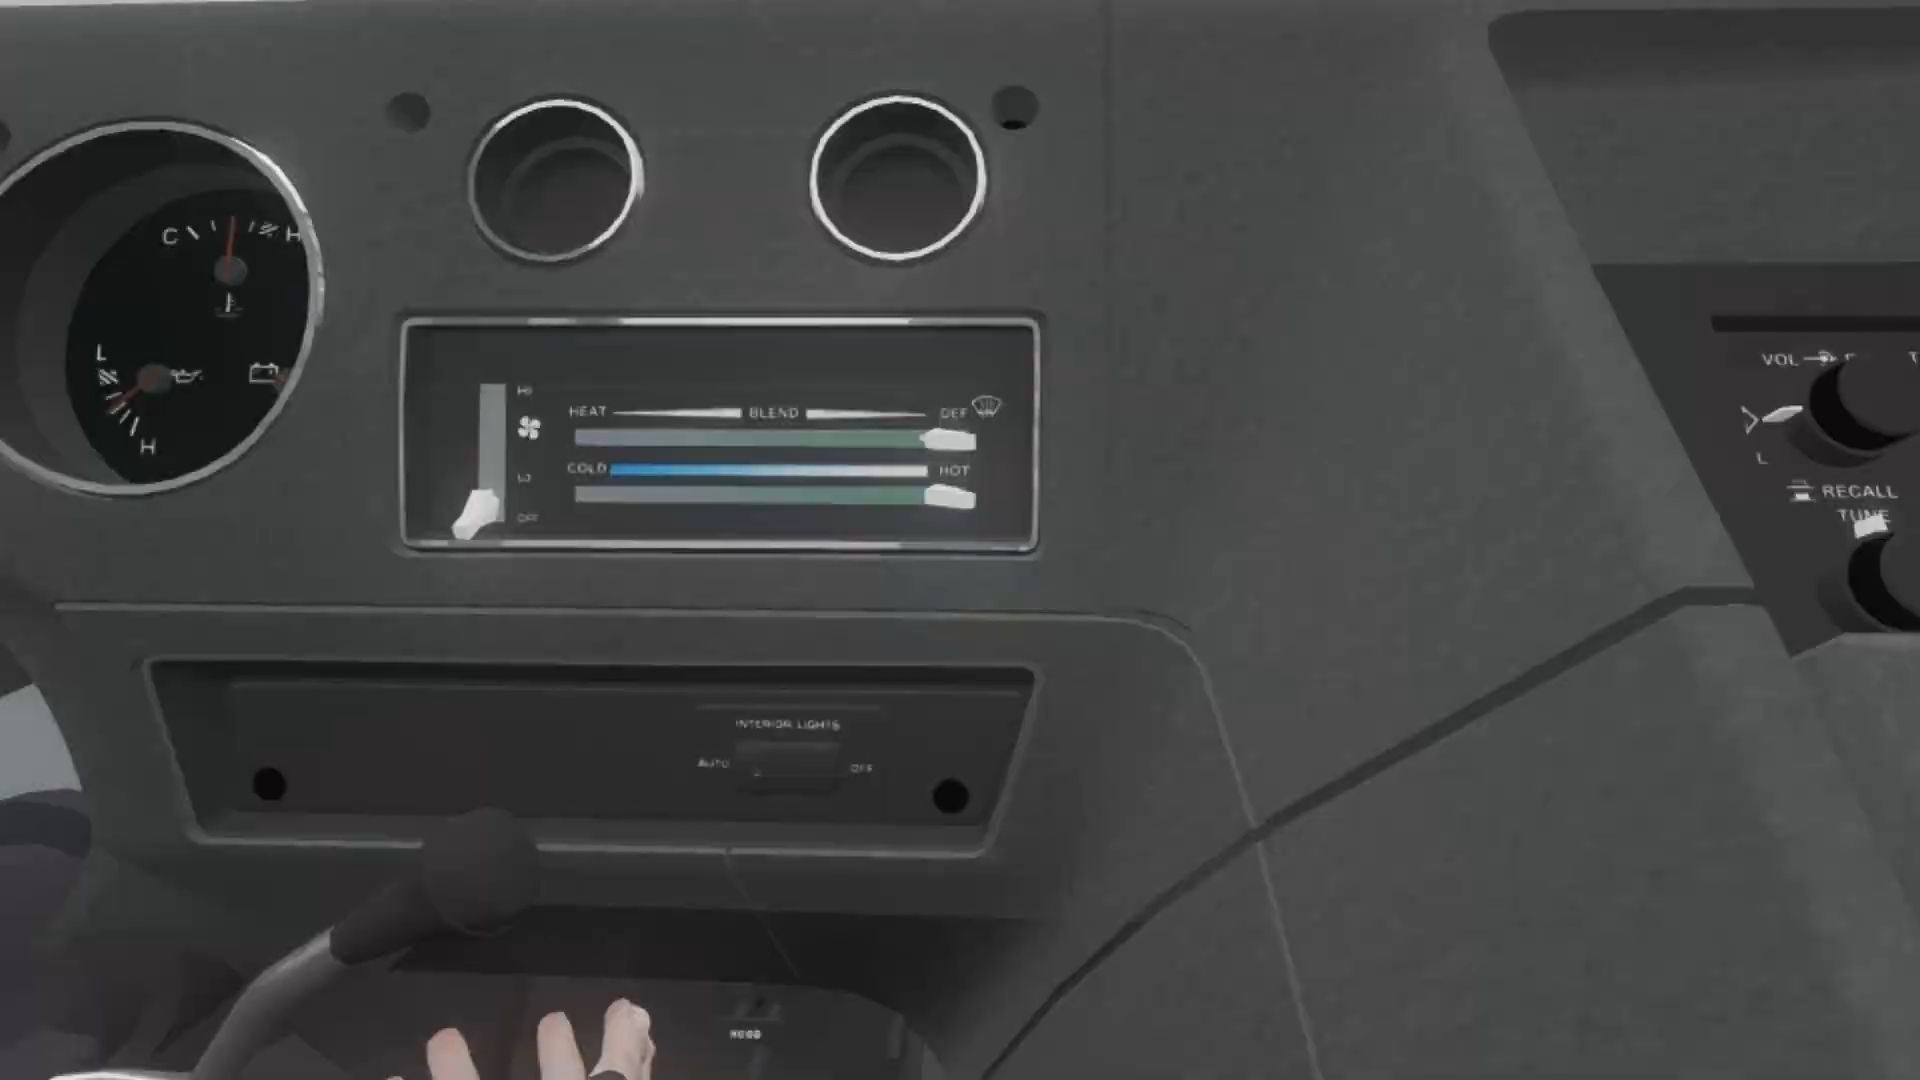 C H
L
H
HI
LO
OFF
HEAT BLEND DEF
COLD HOT
INTERIOR LIGHTS
AUTO OFF
HOOD
VOL
L
RECALL
TUNE